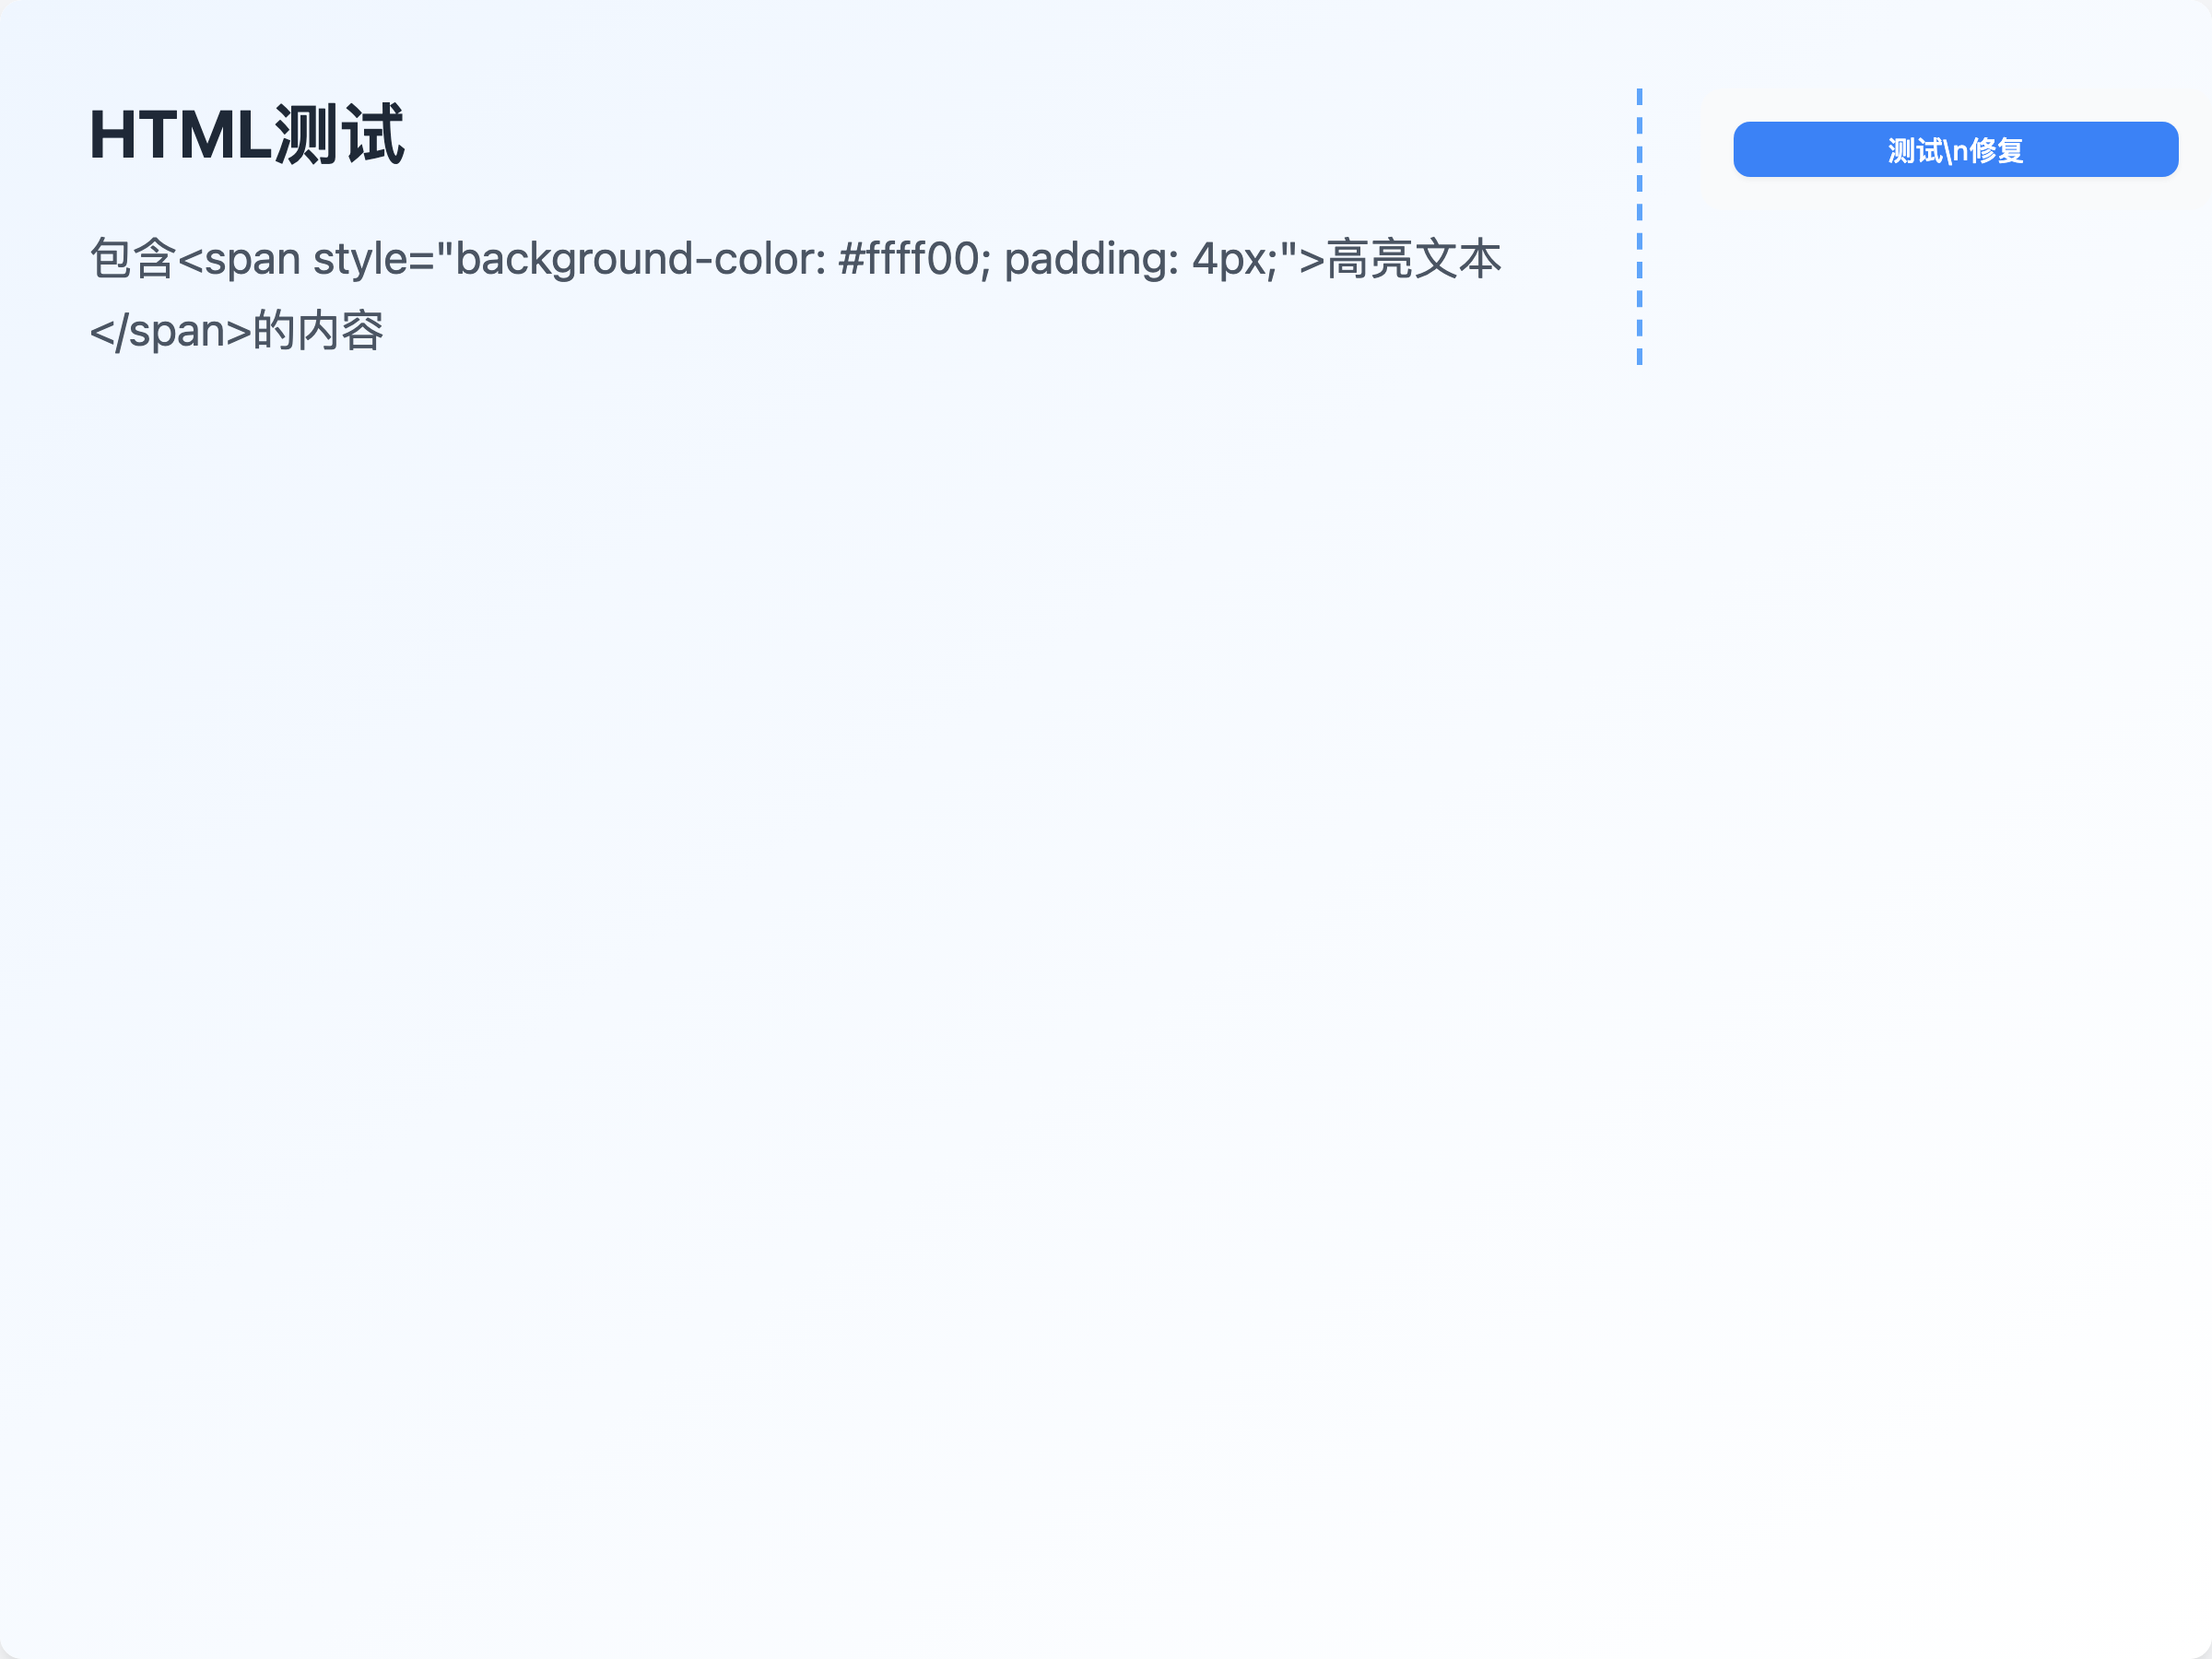 HTML测试
包含<span style="background-color: #ffff00; padding: 4px;">高亮文本
</span>的内容
测试\n修复